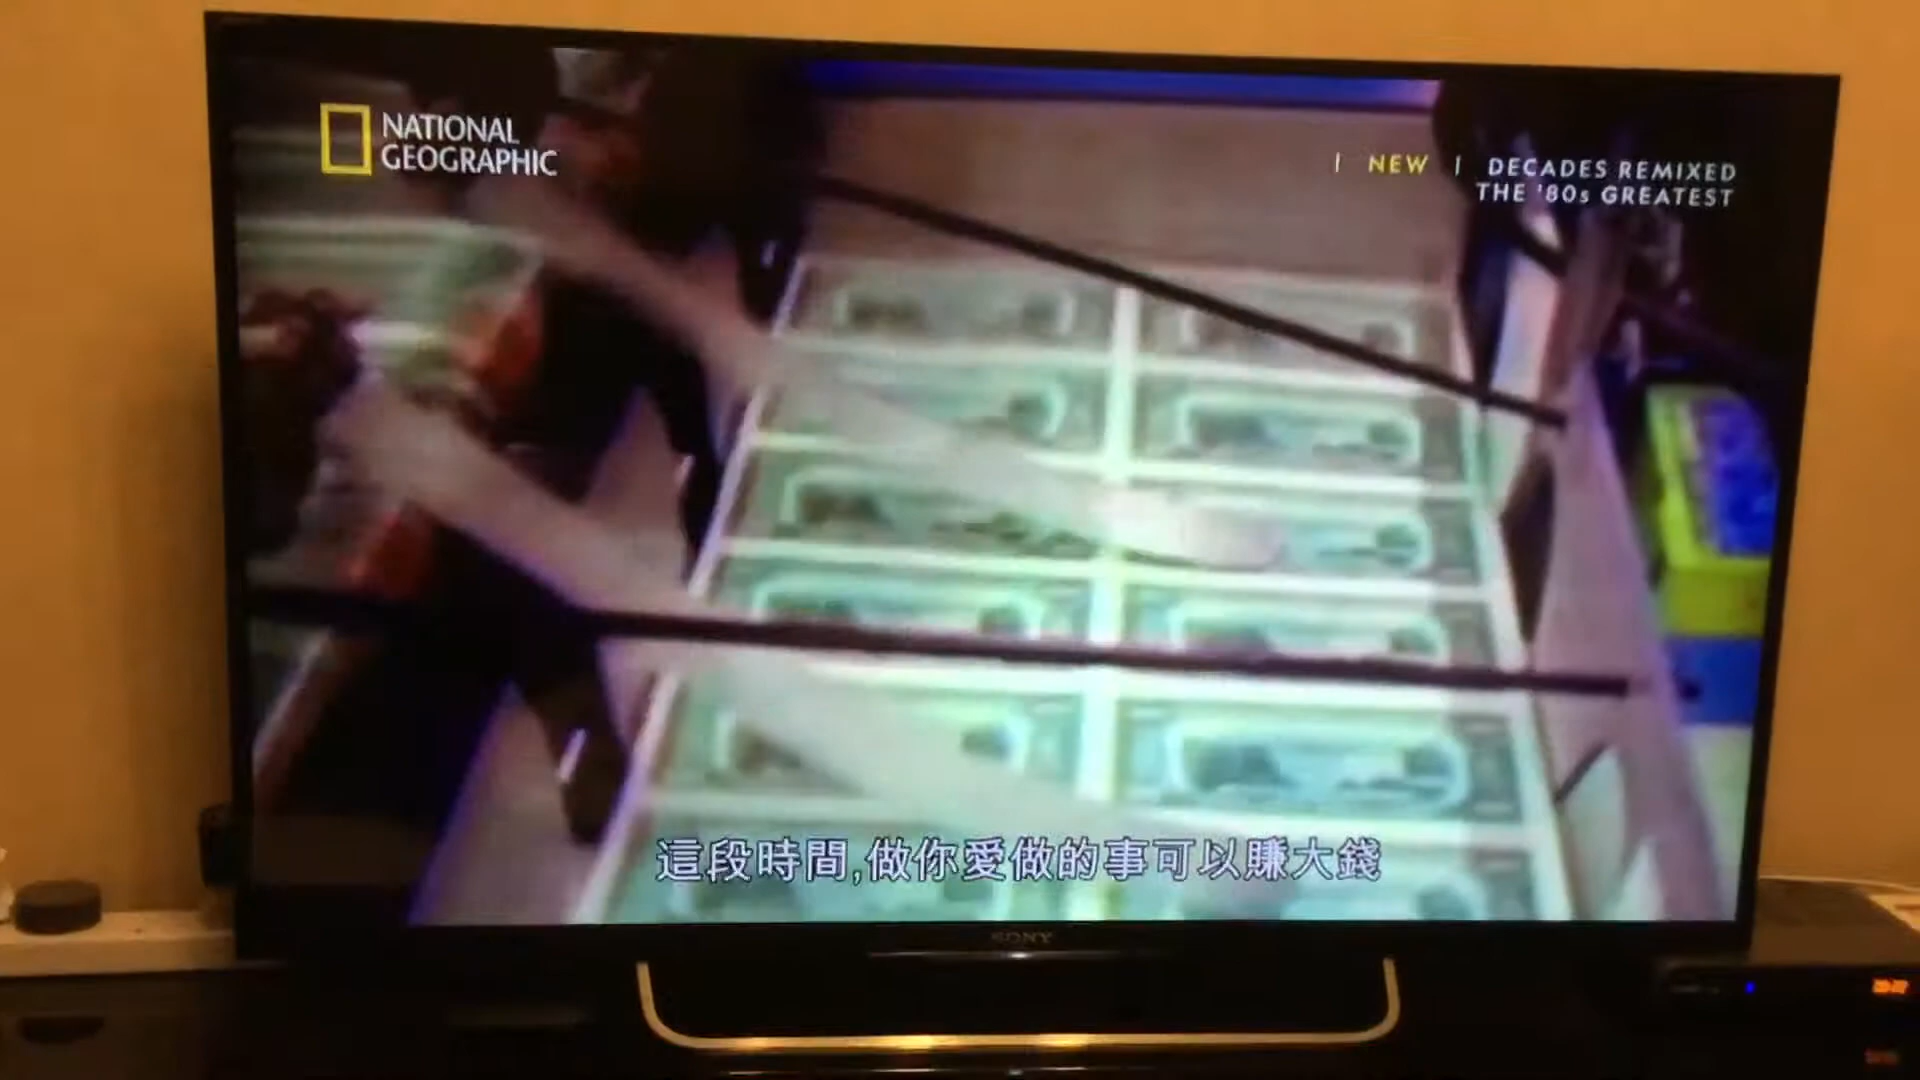 NATIONAL
GEOGRAPHIC
| NEW | DECADES REMIXED
THE '80s GREATEST
這段時間,做你愛做的事可以賺大錢
SONY